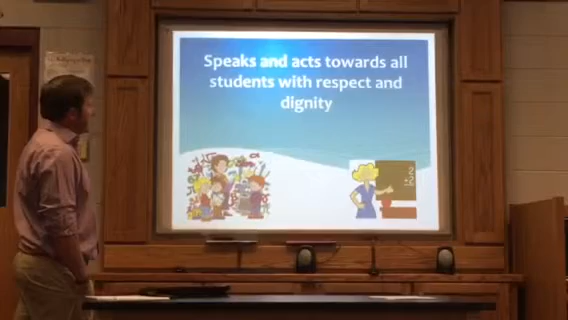 Speaks and acts towards all
students with respect and
dignity